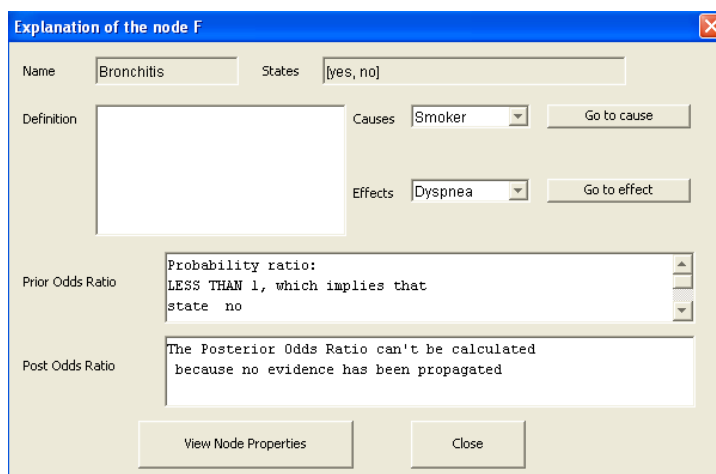 Explanation of the node F
Name Bronchitis States [yes, no]
Definition Causes Smoker Go to cause
Effects Dyspnea Go to effect
Prior Odds Ratio
Probability ratio:
LESS THAN 1, which implies that
state no
Post Odds Ratio
The Posterior Odds Ratio can't be calculated
because no evidence has been propagated
View Node Properties Close